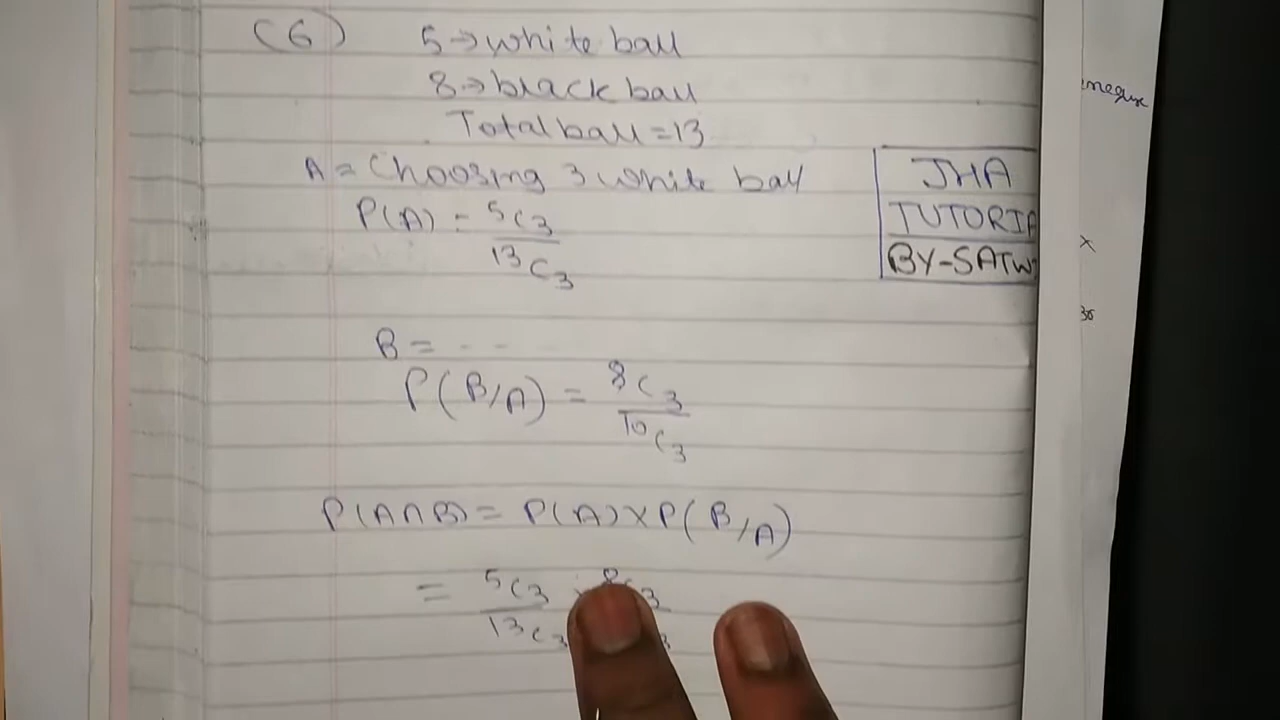 (6) 5→white ball
8→black ball
Total ball =13
A = Choosing 3 white ball
P(A) = ⁵C₃
¹³C₃
JHA
TUTORIA
BY-SATW
B = - - -
P(B/A) = ⁸C₃
¹⁰C₃
P(A∩B) = P(A)×P(B/A)
= ⁵C₃ × ⁸C₃
¹³C₃
x